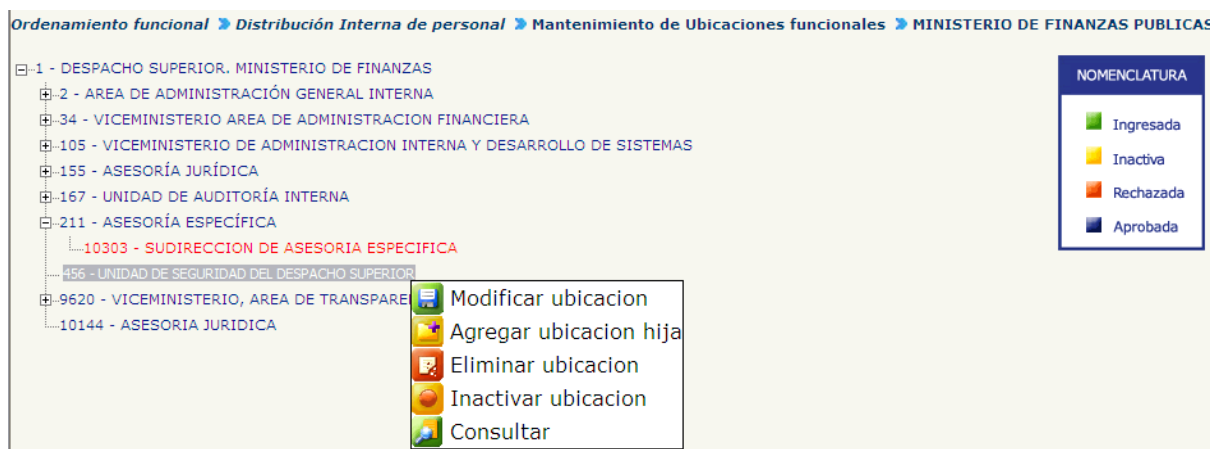 Ordenamiento funcional Distribución Interna de personal Mantenimiento de Ubicaciones funcionales MINISTERIO DE FINANZAS PUBLICAS
1 - DESPACHO SUPERIOR. MINISTERIO DE FINANZAS
2 - AREA DE ADMINISTRACIÓN GENERAL INTERNA
34 - VICEMINISTERIO AREA DE ADMINISTRACION FINANCIERA
105 - VICEMINISTERIO DE ADMINISTRACION INTERNA Y DESARROLLO DE SISTEMAS
155 - ASESORÍA JURÍDICA
167 - UNIDAD DE AUDITORÍA INTERNA
211 - ASESORÍA ESPECÍFICA
10303 - SUDIRECCION DE ASESORIA ESPECIFICA
456 - UNIDAD DE SEGURIDAD DEL DESPACHO SUPERIOR
9620 - VICEMINISTERIO, AREA DE TRANSPARE
10144 - ASESORIA JURIDICA
Modificar ubicacion
Agregar ubicacion hija
Eliminar ubicacion
Inactivar ubicacion
Consultar
NOMENCLATURA
Ingresada
Inactiva
Rechazada
Aprobada